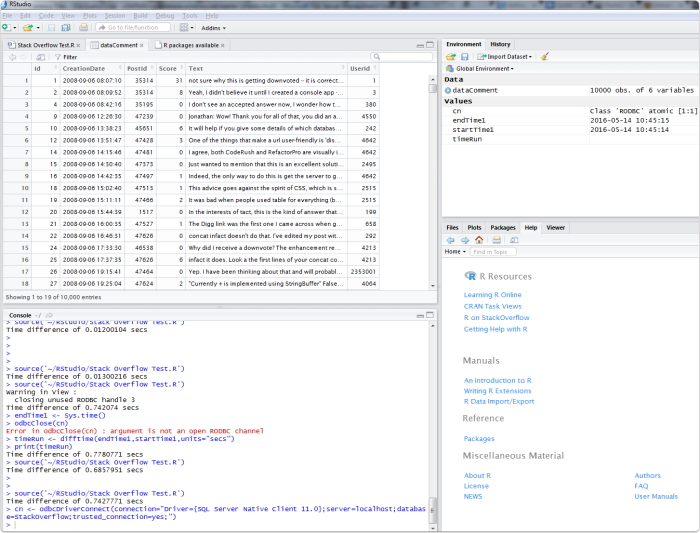 RStudio
File Edit Code View Plots Session Build Debug Tools Help
Go to file/function Addins
Stack Overflow Test.R dataComment R packages available
Filter
Id CreationDate PostId Score Text UserId
1 1 2008-09-06 08:07:10 35314 31 not sure why this is getting downvoted -- it is correct... 1
2 2 2008-09-06 08:09:52 35314 8 Yeah, I didn't believe it until I created a console app -... 3
3 4 2008-09-06 08:42:16 35195 0 I don't see an accepted answer now, I wonder how t... 380
4 9 2008-09-06 12:26:30 47239 0 Jonathan: Wow! Thank you for all of that, you did an a... 4550
5 10 2008-09-06 13:38:23 45651 6 It will help if you give some details of which databas... 242
6 12 2008-09-06 13:51:47 47428 3 One of the things that make a url user-friendly is 'dis... 4642
7 14 2008-09-06 14:15:46 47481 0 I agree, both CodeRush and RefactorPro are visually i... 4642
8 15 2008-09-06 14:30:40 47373 0 Just wanted to mention that this is an excellent soluti... 2495
9 16 2008-09-06 14:42:35 47497 1 Indeed, the only way to do this is get the server to g... 4642
10 18 2008-09-06 15:02:40 47513 1 This advice goes against the spirit of CSS, which is s... 2515
11 19 2008-09-06 15:11:11 47466 2 It was bad when people used table for everything (b... 2515
12 20 2008-09-06 15:44:59 1517 0 In the interests of tact, this is the kind of answer that... 199
13 21 2008-09-06 16:00:35 47527 1 The Digg link was the first one I came across when g... 658
14 22 2008-09-06 16:46:31 47626 0 concat infact doesn't do that. I've edited my post wit... 292
15 24 2008-09-06 17:33:30 46538 0 Why did I receive a downvote? The enhancement re... 4213
16 25 2008-09-06 17:37:35 47626 6 infact it does. Look a the first lines of your concat co... 4213
17 26 2008-09-06 19:15:41 47464 0 Yep. I have been thinking about that and will probabl... 2353001
18 27 2008-09-06 19:25:04 47624 2 "Currently + is implemented using StringBuffer" False... 4064
Showing 1 to 19 of 10,000 entries
Console ~/
> source('~/RStudio/Stack Overflow Test.R')
Time difference of 0.01200104 secs
>
>
>
>
> source('~/RStudio/Stack Overflow Test.R')
Time difference of 0.01300216 secs
> source('~/RStudio/Stack Overflow Test.R')
Warning in View :
closing unused RODBC handle 3
Time difference of 0.742074 secs
> endTime1 <- Sys.time()
> odbcClose(cn)
Error in odbcClose(cn) : argument is not an open RODBC channel
> timeRun <- difftime(endTime1,startTime1,units="secs")
> print(timeRun)
Time difference of 0.7780771 secs
> source('~/RStudio/Stack Overflow Test.R')
Time difference of 0.6857951 secs
>
> source('~/RStudio/Stack Overflow Test.R')
Time difference of 0.7427771 secs
> cn <- odbcDriverConnect(connection="Driver={SQL Server Native Client 11.0};server=localhost;databas
e=StackOverflow;trusted_connection=yes;")
>
Environment History
Import Dataset
Global Environment
Data
dataComment 10000 obs. of 6 variables
Values
cn Class 'RODBC' atomic [1:1]
endTime1 2016-05-14 10:45:15
startTime1 2016-05-14 10:45:14
timeRun
Files Plots Packages Help Viewer
Home Find in Topic
R Resources
Learning R Online
CRAN Task Views
R on StackOverflow
Getting Help with R
Manuals
An Introduction to R
Writing R Extensions
R Data Import/Export
Reference
Packages
Miscellaneous Material
About R Authors
License FAQ
NEWS User Manuals